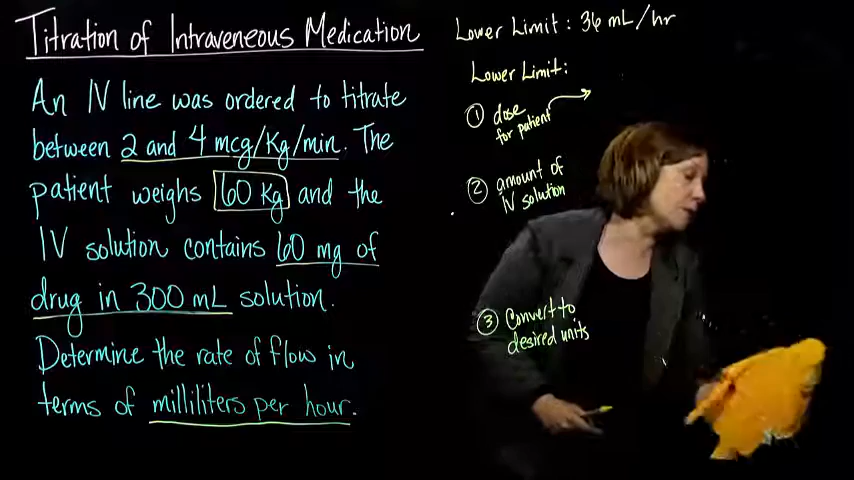 Titration of Intraveneous Medication
An IV line was ordered to titrate
between 2 and 4 mcg/Kg/min. The
patient weighs 60 Kg and the
IV solution contains 60 mg of
drug in 300 mL solution.
Determine the rate of flow in
terms of milliliters per hour.
Lower Limit: 36 mL/hr
Lower Limit:
① dose
for patient
② amount of
IV solution
③ Convert to
desired units